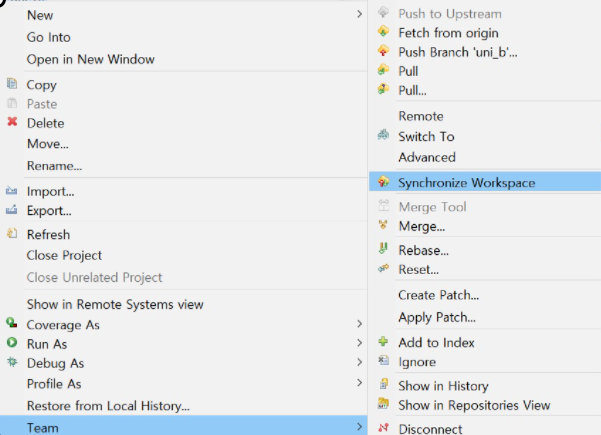 New
Go Into
Open in New Window
Copy
Paste
Delete
Move...
Rename...
Import...
Export...
Refresh
Close Project
Close Unrelated Project
Show in Remote Systems view
Coverage As
Run As
Debug As
Profile As
Restore from Local History...
Team
Push to Upstream
Fetch from origin
Push Branch 'uni_b'...
Pull
Pull...
Remote
Switch To
Advanced
Synchronize Workspace
Merge Tool
Merge...
Rebase...
Reset...
Create Patch...
Apply Patch...
Add to Index
Ignore
Show in History
Show in Repositories View
Disconnect